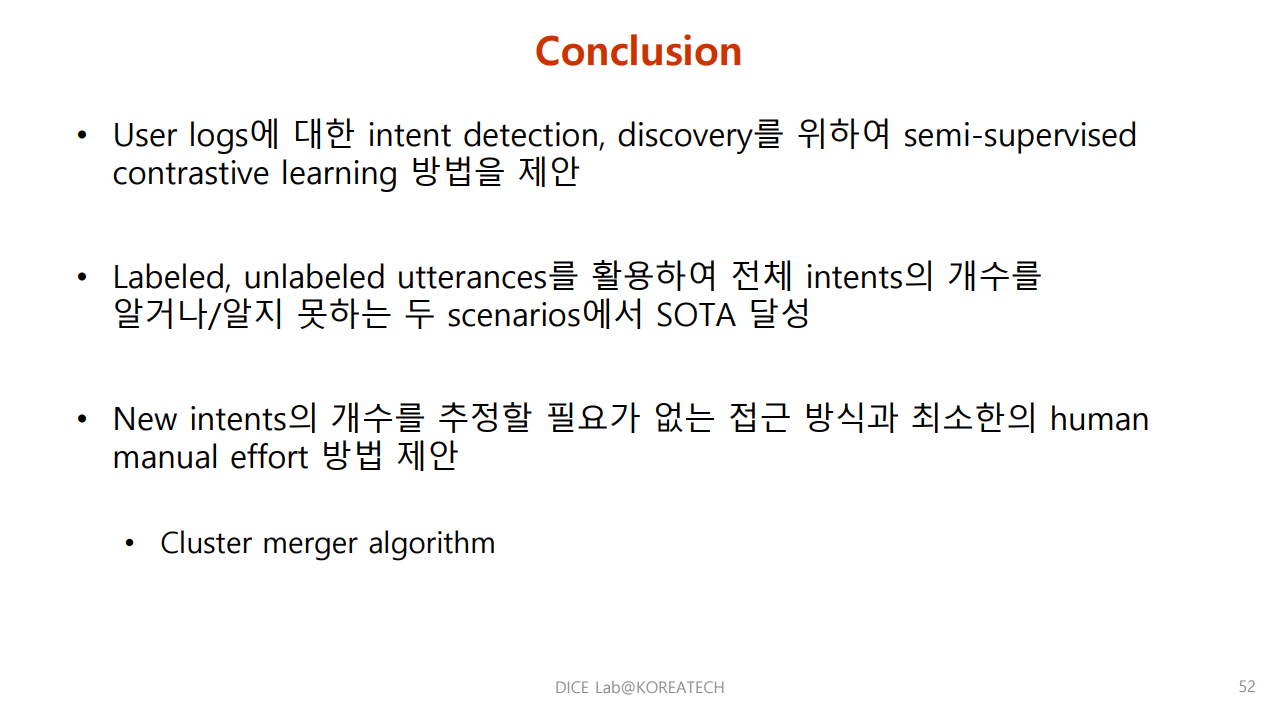 Conclusion
• User logs에 대한 intent detection, discovery를 위하여 semi-supervised
contrastive learning 방법을 제안
• Labeled, unlabeled utterances를 활용하여 전체 intents의 개수를
알거나/알지 못하는 두 scenarios에서 SOTA 달성
• New intents의 개수를 추정할 필요가 없는 접근 방식과 최소한의 human
manual effort 방법 제안
• Cluster merger algorithm
DICE Lab@KOREATECH
52